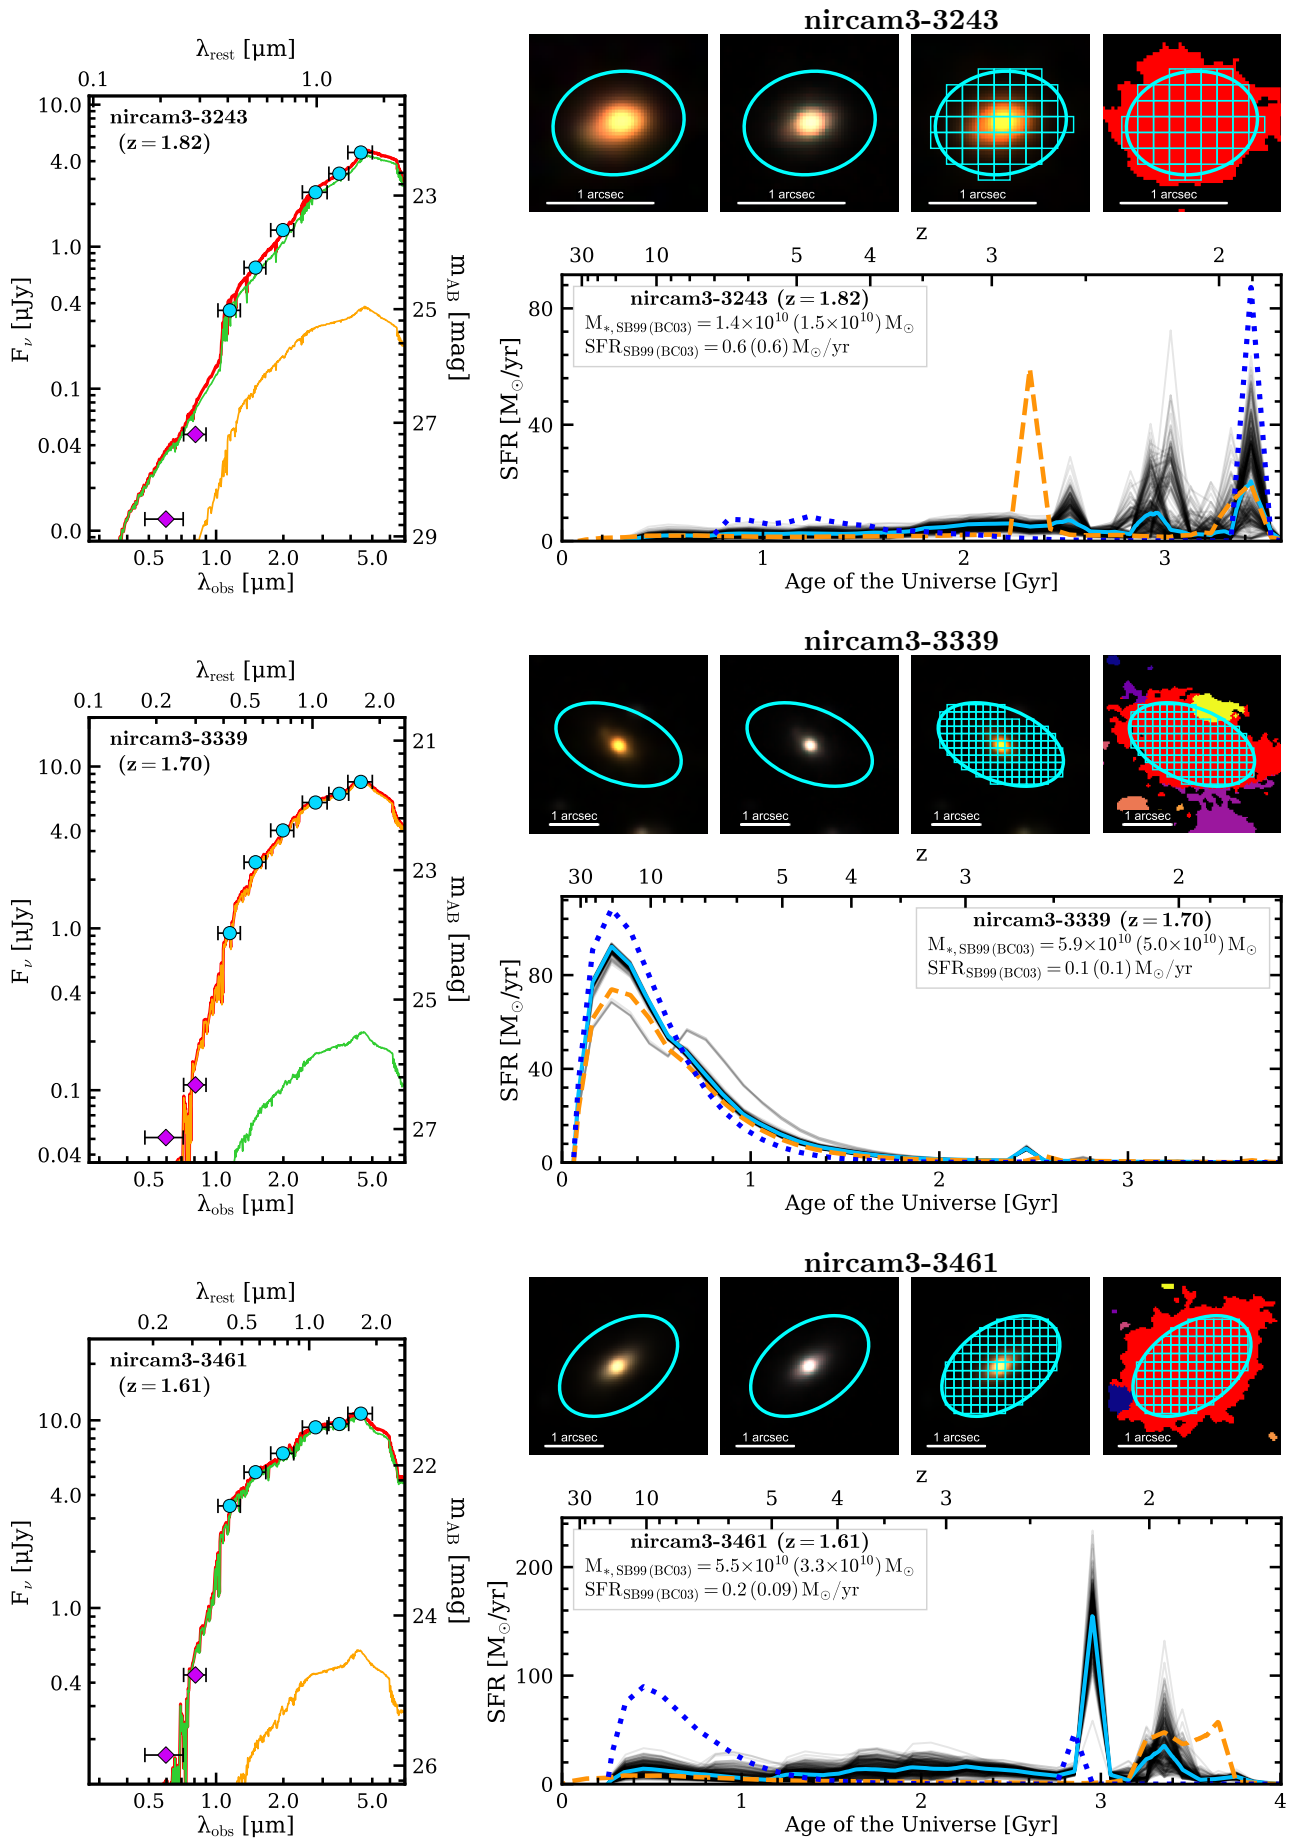 nircam3-3243
λrest [μm]
0.1 1.0
nircam3-3243
(z = 1.82)
10.0
4.0
1.0
0.4
0.1
0.04
0.0
Fν [μJy]
23
25
27
29
mAB [mag]
0.5 1.0 2.0 5.0
λobs [μm]
1 arcsec
1 arcsec
1 arcsec
1 arcsec
z
30 10 5 4 3 2
nircam3-3243 (z = 1.82)
M*, SB99 (BC03) = 1.4×10^10 (1.5×10^10) M⊙
SFRSB99 (BC03) = 0.6 (0.6) M⊙/yr
SFR [M⊙/yr]
80
40
0
1 2 3
0
Age of the Universe [Gyr]
nircam3-3339
λrest [μm]
0.1 0.2 0.5 1.0 2.0
nircam3-3339
(z = 1.70)
10.0
4.0
1.0
0.4
0.1
0.04
Fν [μJy]
21
23
25
27
mAB [mag]
0.5 1.0 2.0 5.0
λobs [μm]
1 arcsec
1 arcsec
1 arcsec
1 arcsec
z
30 10 5 4 3 2
nircam3-3339 (z = 1.70)
M*, SB99 (BC03) = 5.9×10^10 (5.0×10^10) M⊙
SFRSB99 (BC03) = 0.1 (0.1) M⊙/yr
SFR [M⊙/yr]
80
40
0
0 1 2 3
Age of the Universe [Gyr]
nircam3-3461
λrest [μm]
0.2 0.5 1.0 2.0
nircam3-3461
(z = 1.61)
10.0
4.0
1.0
0.4
Fν [μJy]
22
24
26
mAB [mag]
0.5 1.0 2.0 5.0
λobs [μm]
1 arcsec
1 arcsec
1 arcsec
1 arcsec
z
30 10 5 4 3 2
nircam3-3461 (z = 1.61)
M*, SB99 (BC03) = 5.5×10^10 (3.3×10^10) M⊙
SFRSB99 (BC03) = 0.2 (0.09) M⊙/yr
SFR [M⊙/yr]
200
100
0
0 1 2 3 4
Age of the Universe [Gyr]